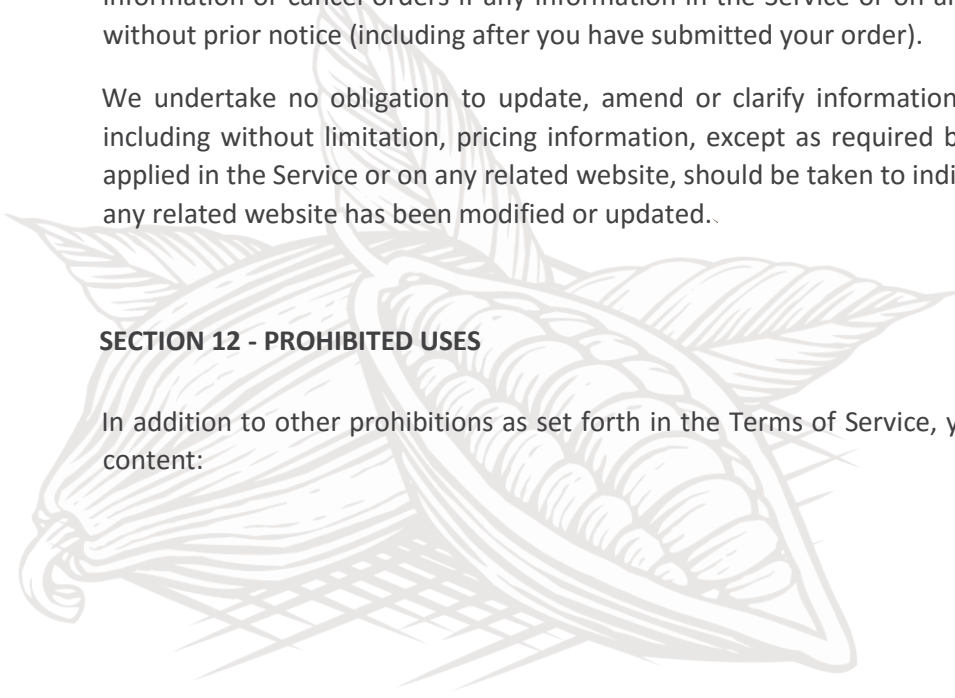 information or cancel orders if any information in the Service or on
without prior notice (including after you have submitted your order).
We undertake no obligation to update, amend or clarify information
including without limitation, pricing information, except as required
applied in the Service or on any related website, should be taken to
any related website has been modified or updated.
SECTION 12 - PROHIBITED USES
In addition to other prohibitions as set forth in the Terms of Service,
content: